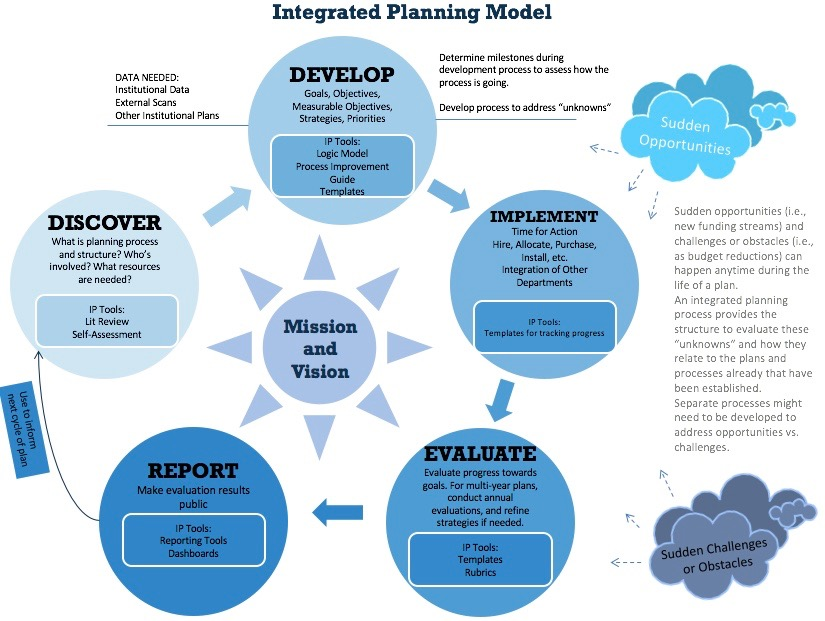 Integrated Planning Model
DATA NEEDED:
Institutional Data
External Scans
Other Institutional Plans
DEVELOP
Goals, Objectives,
Measurable Objectives,
Strategies, Priorities
IP Tools:
Logic Model
Process Improvement
Guide
Templates
Determine milestones during
development process to assess how the
process is going.
Develop process to address “unknowns”
Sudden
Opportunities
DISCOVER
What is planning process
and structure? Who’s
involved? What resources
are needed?
IP Tools:
Lit Review
Self-Assessment
Mission
and
Vision
IMPLEMENT
Time for Action
Hire, Allocate, Purchase,
Install, etc.
Integration of Other
Departments
IP Tools:
Templates for tracking progress
Sudden opportunities (i.e.,
new funding streams) and
challenges or obstacles (i.e.,
as budget reductions) can
happen anytime during the
life of a plan.
An integrated planning
process provides the
structure to evaluate these
“unknowns” and how they
relate to the plans and
processes already that have
been established.
Separate processes might
need to be developed to
address opportunities vs.
challenges.
Use to inform
next cycle of plan
REPORT
Make evaluation results
public
IP Tools:
Reporting Tools
Dashboards
EVALUATE
Evaluate progress towards
goals. For multi-year plans,
conduct annual
evaluations, and refine
strategies if needed.
IP Tools:
Templates
Rubrics
Sudden Challenges
or Obstacles